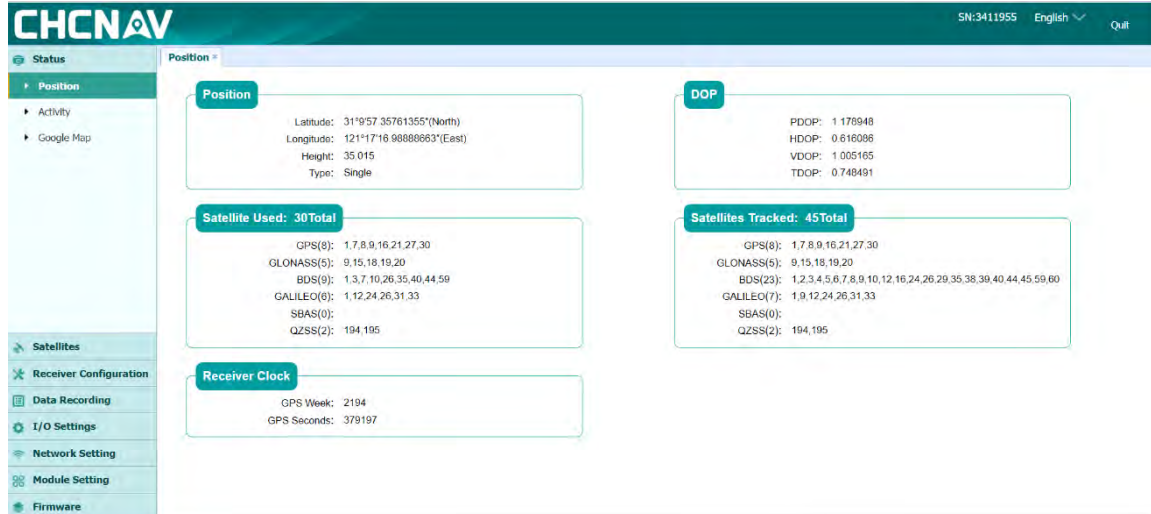 CHCNAV
SN:3411955 English Quit
Status
Position
Activity
Google Map
Satellites
Receiver Configuration
Data Recording
I/O Settings
Network Setting
Module Setting
Firmware
Position ×
Position
Latitude: 31°9'57.35761355"(North)
Longitude: 121°17'16.98888663"(East)
Height: 35.015
Type: Single
DOP
PDOP: 1.178948
HDOP: 0.616086
VDOP: 1.005165
TDOP: 0.748491
Satellite Used: 30Total
GPS(8): 1,7,8,9,16,21,27,30
GLONASS(5): 9,15,18,19,20
BDS(9): 1,3,7,10,26,35,40,44,59
GALILEO(6): 1,12,24,26,31,33
SBAS(0):
QZSS(2): 194,195
Satellites Tracked: 45Total
GPS(8): 1,7,8,9,16,21,27,30
GLONASS(5): 9,15,18,19,20
BDS(23): 1,2,3,4,5,6,7,8,9,10,12,16,24,26,29,35,38,39,40,44,45,59,60
GALILEO(7): 1,9,12,24,26,31,33
SBAS(0):
QZSS(2): 194,195
Receiver Clock
GPS Week: 2194
GPS Seconds: 379197